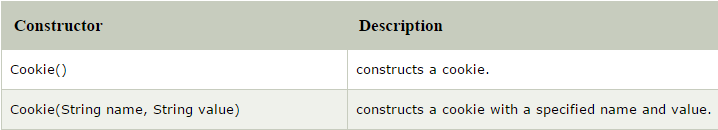 Constructor Description
Cookie() constructs a cookie.
Cookie(String name, String value) constructs a cookie with a specified name and value.